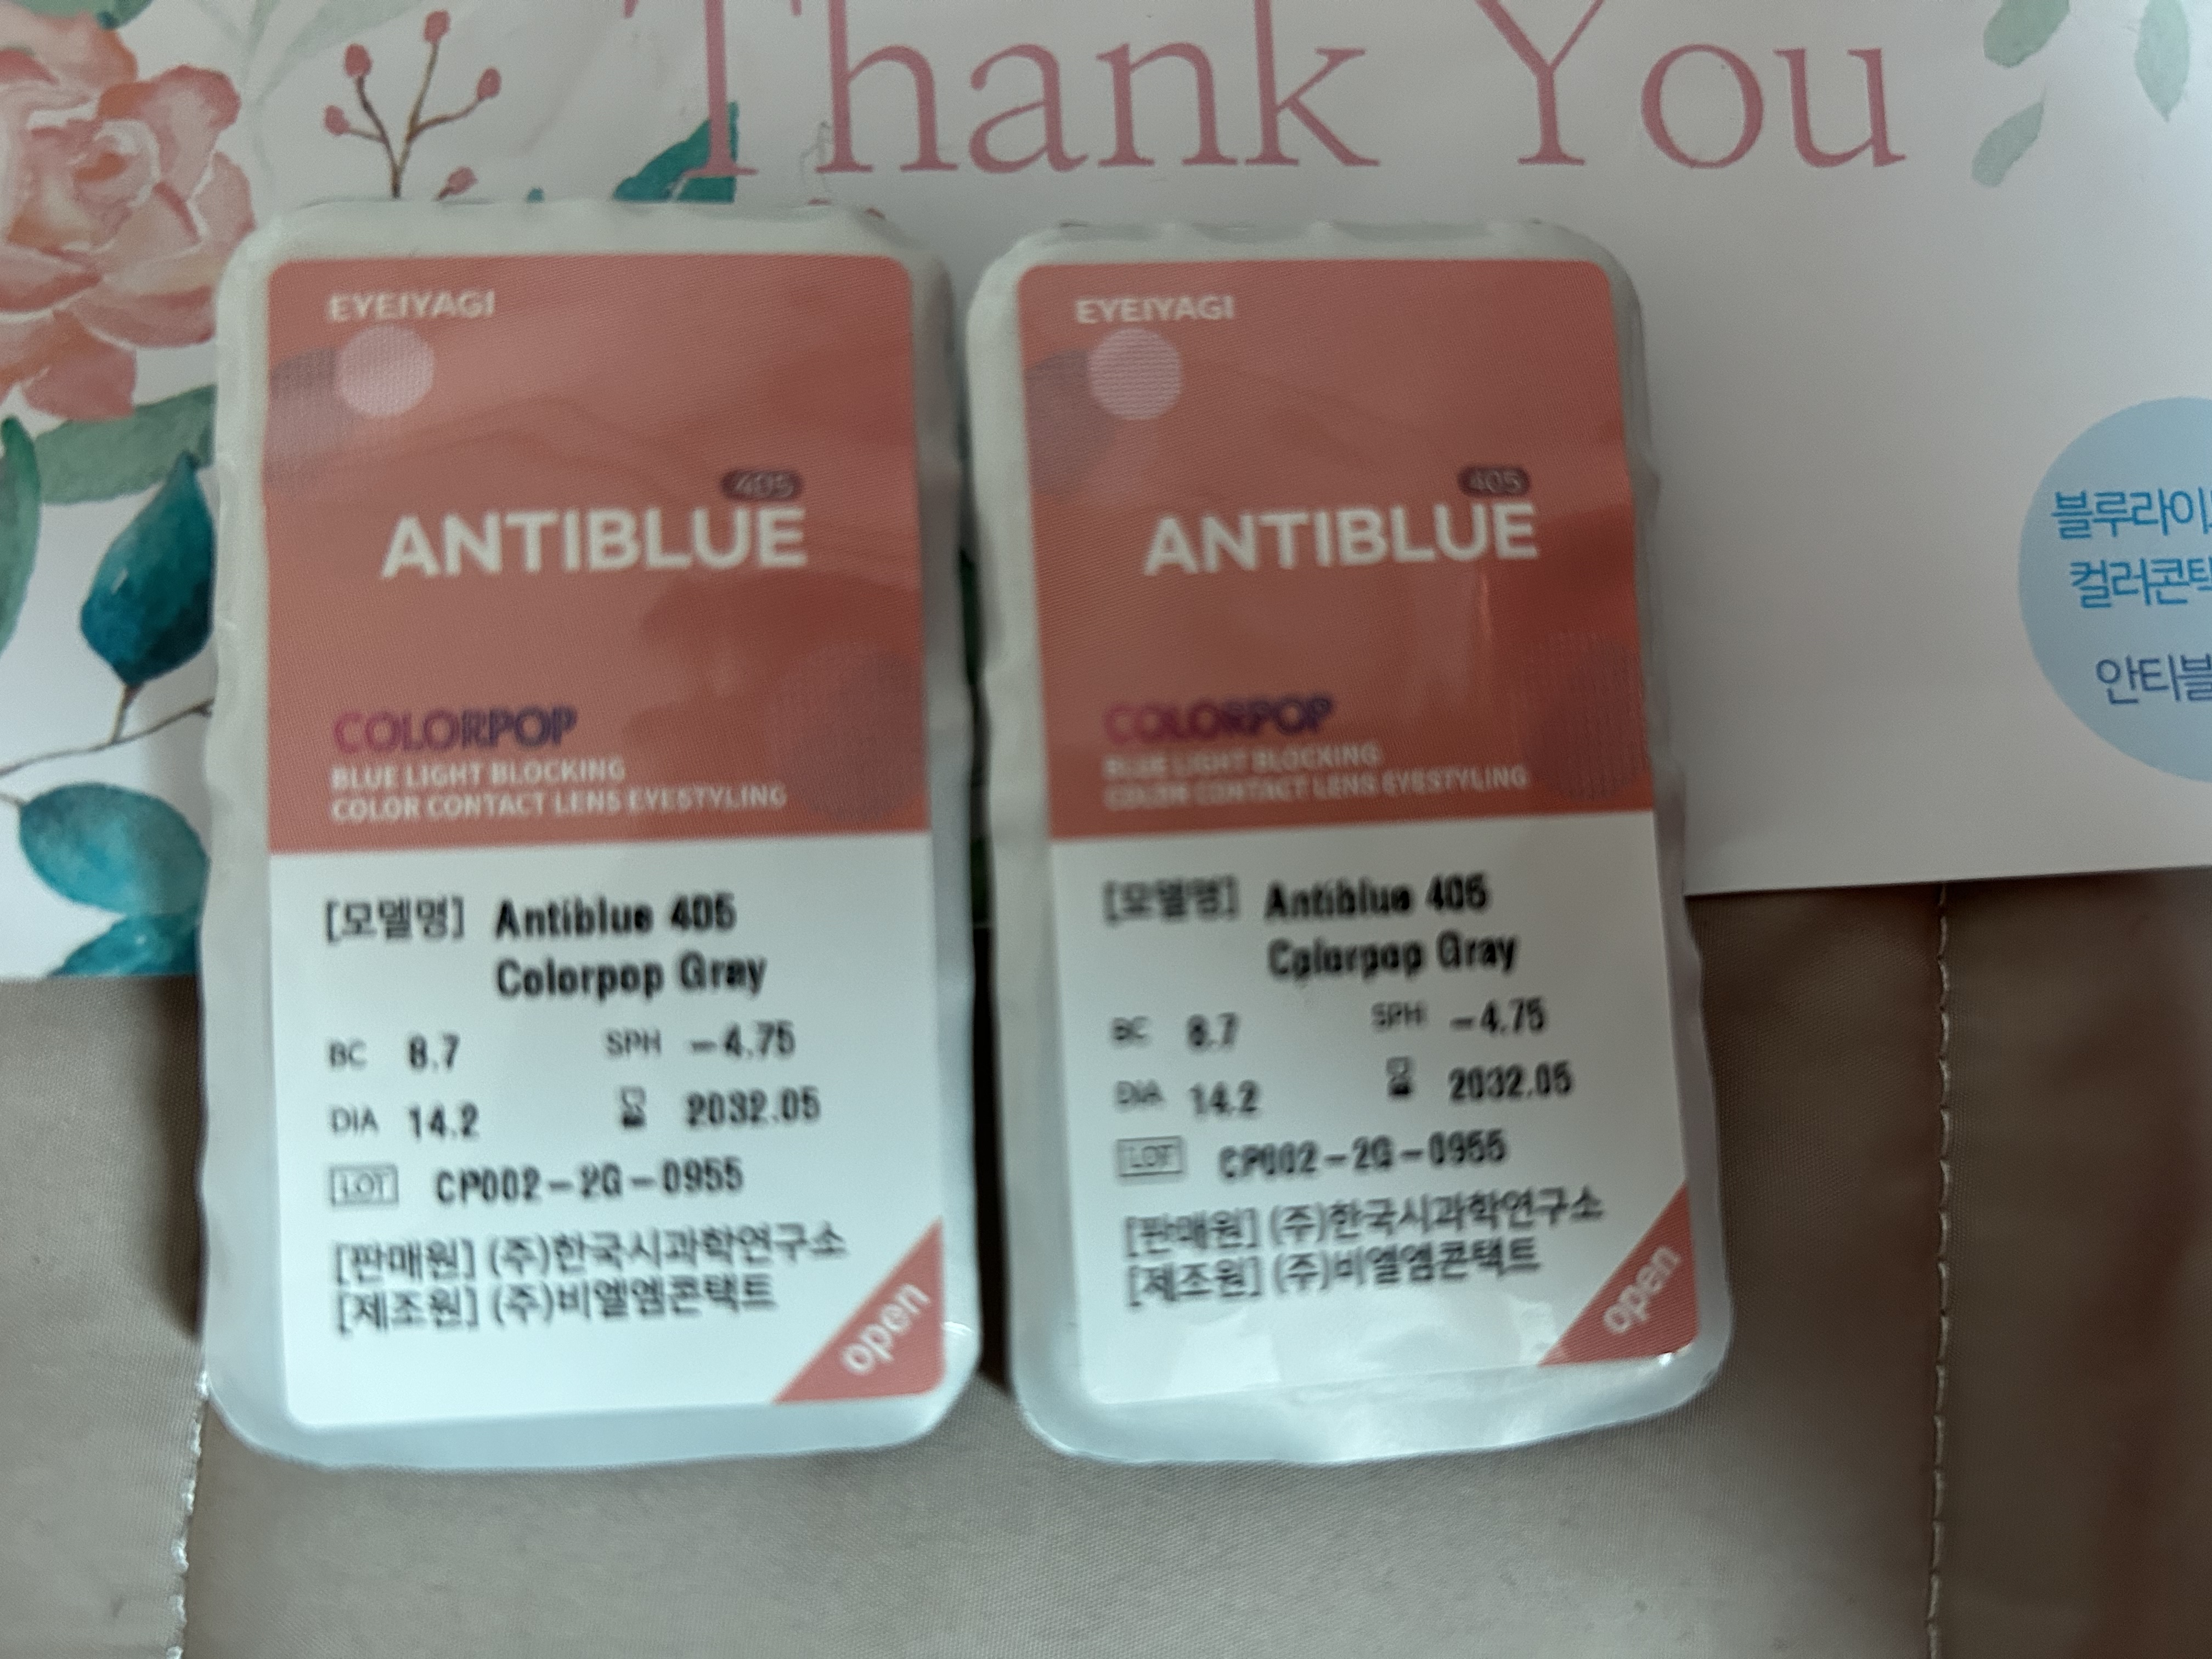 Thank You
EYEIYAGI
405
ANTIBLUE
COLORPOP
BLUE LIGHT BLOCKING
COLOR CONTACT LENS EYESTYLING
[모델명] Antiblue 405
Colorpop Gray
BC 8.7 SPH -4.75
DIA 14.2 2032.05
LOT CP002-2G-0955
[판매원] (주)한국시과학연구소
[제조원] (주)비엘엠콘택트
open
EYEIYAGI
405
ANTIBLUE
COLORPOP
BLUE LIGHT BLOCKING
COLOR CONTACT LENS EYESTYLING
[모델명] Antiblue 405
Colorpop Gray
BC 8.7 SPH -4.75
DIA 14.2 2032.05
LOT CP002-2G-0955
[판매원] (주)한국시과학연구소
[제조원] (주)비엘엠콘택트
open
블루라이
컬러콘택
안티블